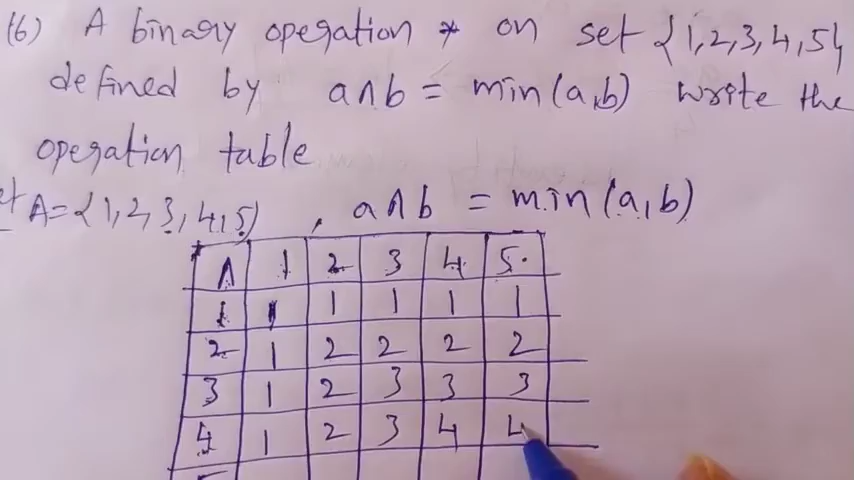 (6) A binary operation * on set {1,2,3,4,5}
defined by a∧b = min(a,b) write the
operation table
et A={1,2,3,4,5}, a∧b = min(a,b)
∧ 1 2 3 4 5.
1 1 1 1 1 1
2 1 2 2 2 2
3 1 2 3 3 3
4 1 2 3 4 4